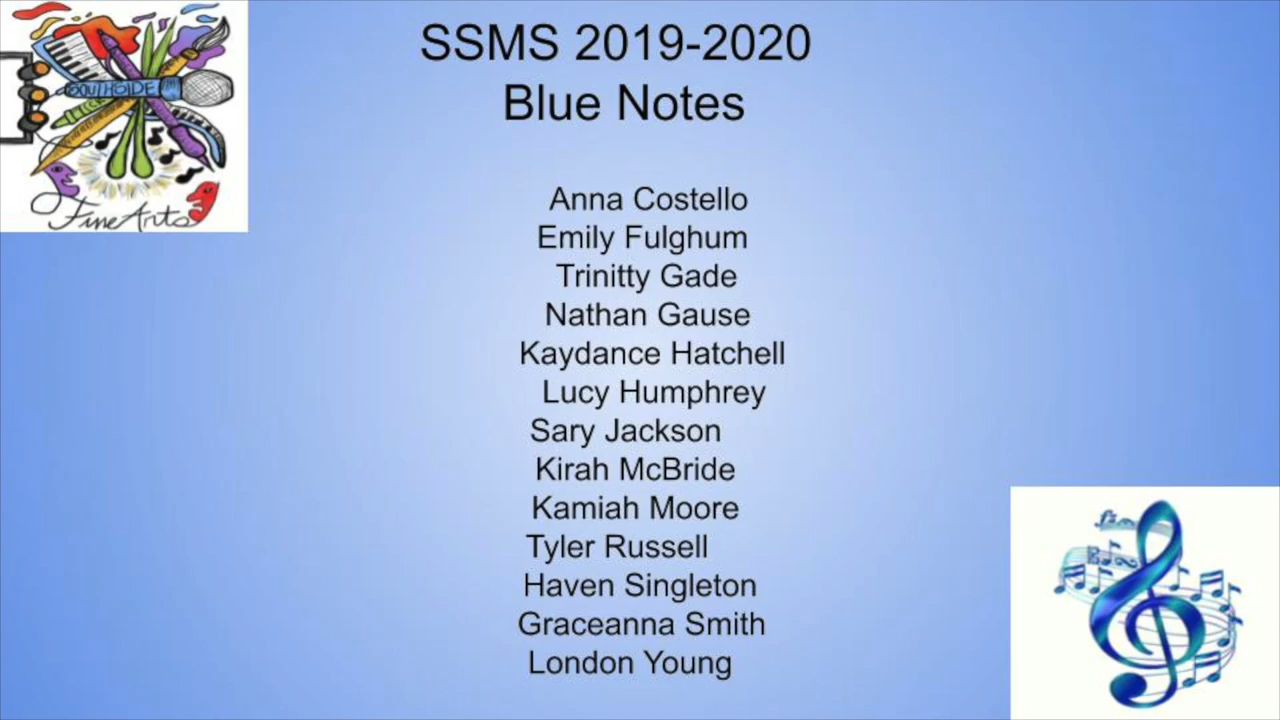 SOUTHSIDE
Fine Arts
SSMS 2019-2020
Blue Notes
Anna Costello
Emily Fulghum
Trinitty Gade
Nathan Gause
Kaydance Hatchell
Lucy Humphrey
Sary Jackson
Kirah McBride
Kamiah Moore
Tyler Russell
Haven Singleton
Graceanna Smith
London Young